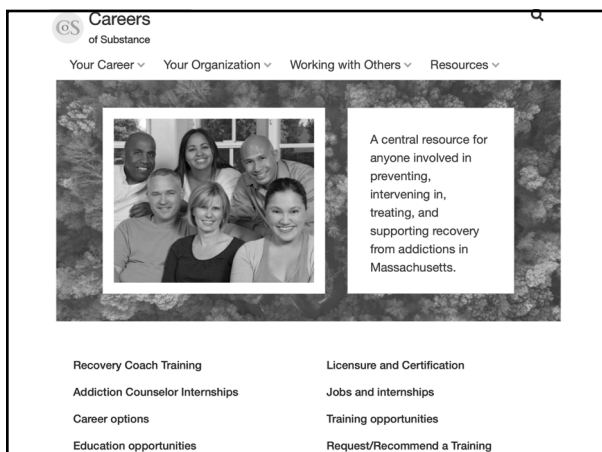 CoS
Careers
of Substance
Your Career
Your Organization
Working with Others
Resources
A central resource for
anyone involved in
preventing,
intervening in,
treating, and
supporting recovery
from addictions in
Massachusetts.
Recovery Coach Training
Licensure and Certification
Addiction Counselor Internships
Jobs and internships
Career options
Training opportunities
Education opportunities
Request/Recommend a Training